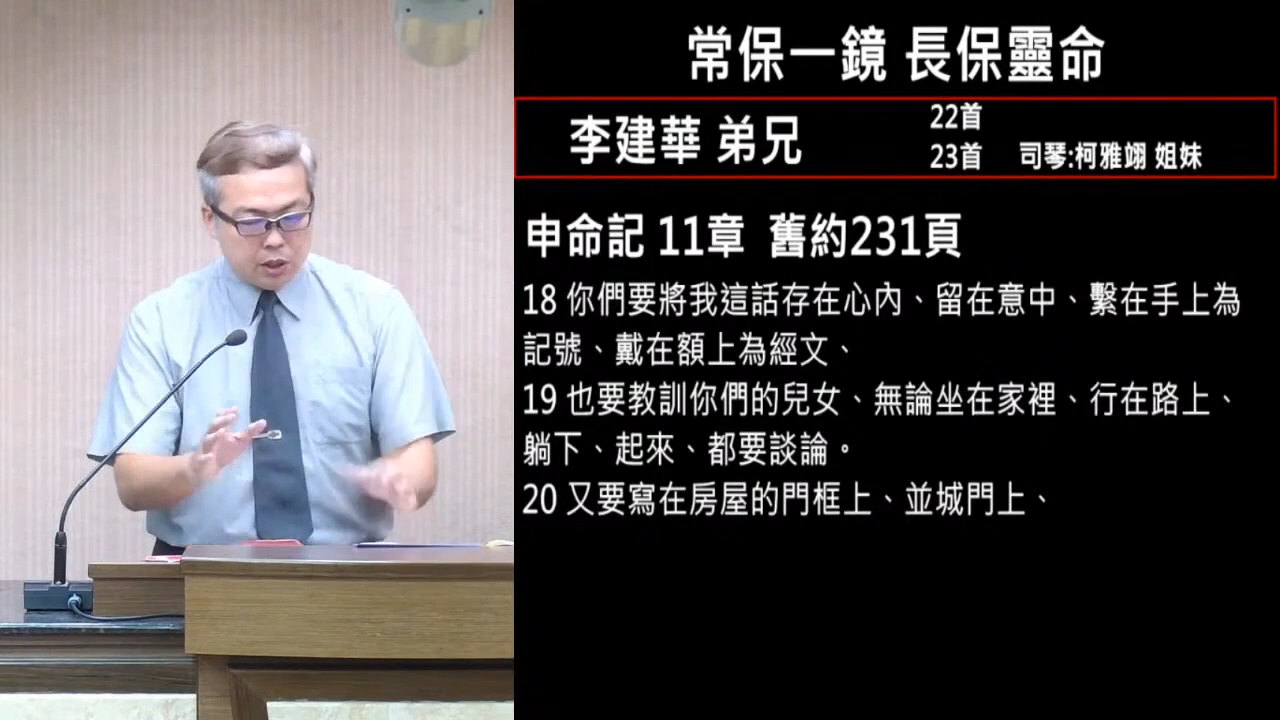 常保一鏡 長保靈命
李建華 弟兄
22首
23首 司琴:柯雅翊 姐妹
申命記 11章 舊約231頁
18 你們要將我這話存在心內、留在意中、繫在手上為
記號、戴在額上為經文、
19 也要教訓你們的兒女、無論坐在家裡、行在路上、
躺下、起來、都要談論。
20 又要寫在房屋的門框上、並城門上、